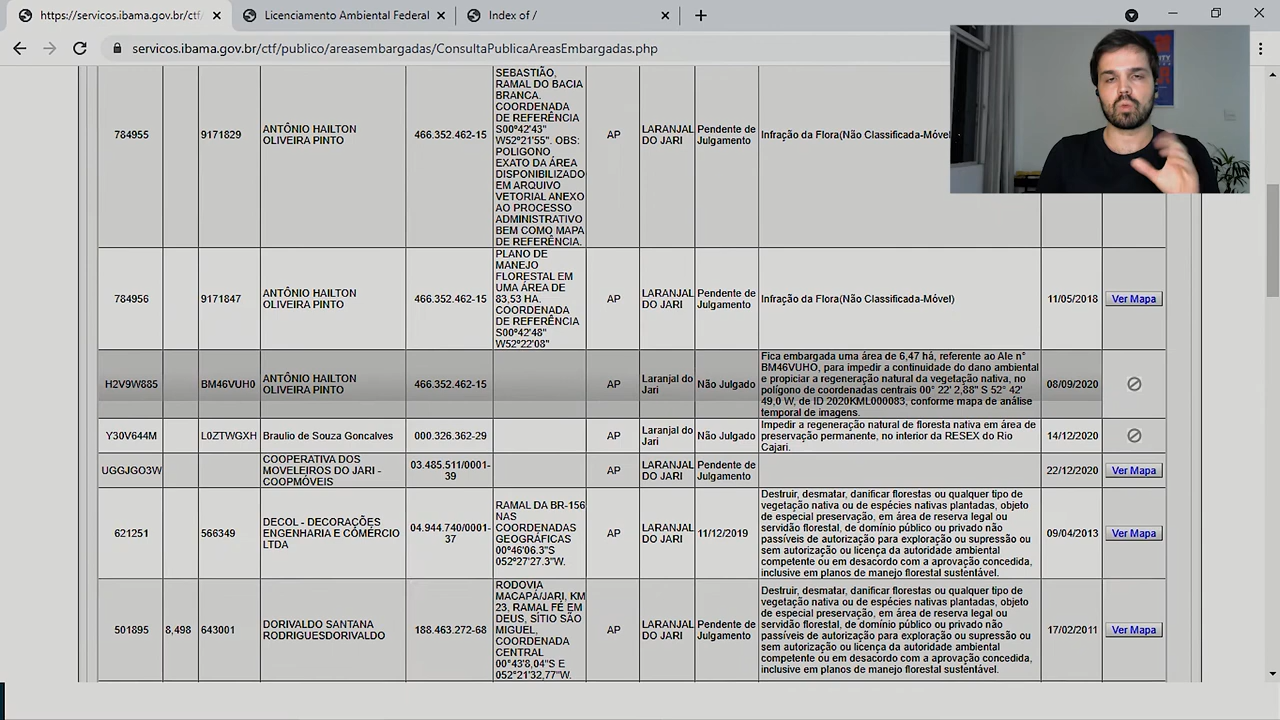 https://servicos.ibama.gov.br/ctf/
Licenciamento Ambiental Federal
Index of /
servicos.ibama.gov.br/ctf/publico/areasembargadas/ConsultaPublicaAreasEmbargadas.php
784955
9171829
ANTÔNIO HAILTON
OLIVEIRA PINTO
466.352.462-15
SEBASTIÃO,
RAMAL DO BACIA
BRANCA.
COORDENADA
DE REFERÊNCIA
S00º42'43"
W52º21'55". OBS:
POLIGONO
EXATO DA ÁREA
DISPONIBILIZADO
EM ARQUIVO
VETORIAL ANEXO
AO PROCESSO
ADMINISTRATIVO
BEM COMO MAPA
DE REFERÊNCIA.
AP
LARANJAL
DO JARI
Pendente de
Julgamento
Infração da Flora(Não Classificada-Móvel
784956
9171847
ANTÔNIO HAILTON
OLIVEIRA PINTO
466.352.462-15
PLANO DE
MANEJO
FLORESTAL EM
UMA ÁREA DE
83,53 HA.
COORDENADA
DE REFERÊNCIA
S00º42'48"
W52º22'08"
AP
LARANJAL
DO JARI
Pendente de
Julgamento
Infração da Flora(Não Classificada-Móvel)
11/05/2018
Ver Mapa
H2V9W885
BM46VUH0
ANTÔNIO HAILTON
OLIVEIRA PINTO
466.352.462-15
AP
Laranjal do
Jari
Não Julgado
Fica embargada uma área de 6,47 há, referente ao AIe n°
BM46VUHO, para impedir a continuidade do dano ambiental
e propiciar a regeneração natural da vegetação nativa, no
polígono de coordenadas centrais 00° 22' 2,88" S 52° 42'
49,0 W, de ID 2020KML000083, conforme mapa de análise
temporal de imagens.
08/09/2020
Y30V644M
L0ZTWGXH
Braulio de Souza Goncalves
000.326.362-29
AP
Laranjal do
Jari
Não Julgado
Impedir a regeneração natural de floresta nativa em área de
preservação permanente, no interior da RESEX do Rio
Cajari.
14/12/2020
UGGJGO3W
COOPERATIVA DOS
MOVELEIROS DO JARI -
COOPMÓVEIS
03.485.511/0001-
39
AP
LARANJAL
DO JARI
Pendente de
Julgamento
22/12/2020
Ver Mapa
621251
566349
DECOL - DECORAÇÕES
ENGENHARIA E COMÉRCIO
LTDA
04.944.740/0001-
37
RAMAL DA BR-156
NAS
COORDENADAS
GEOGRÁFICAS
00º46'06.3"S
052º27'27.3"W.
AP
LARANJAL
DO JARI
11/12/2019
Destruir, desmatar, danificar florestas ou qualquer tipo de
vegetação nativa ou de espécies nativas plantadas, objeto
de especial preservação, em área de reserva legal ou
servidão florestal, de domínio público ou privado não
passíveis de autorização para exploração ou supressão ou
sem autorização ou licença da autoridade ambiental
competente ou em desacordo com a aprovação concedida,
inclusive em planos de manejo florestal sustentável.
09/04/2013
Ver Mapa
501895
8,498
643001
DORIVALDO SANTANA
RODRIGUESDORIVALDO
188.463.272-68
RODOVIA
MACAPÁ/JARI, KM
23, RAMAL FÉ EM
DEUS, SÍTIO SÃO
MIGUEL,
COORDENADA
CENTRAL
00°43'8,04"S E
052°21'32,77"W.
AP
LARANJAL
DO JARI
Pendente de
Julgamento
Destruir, desmatar, danificar florestas ou qualquer tipo de
vegetação nativa ou de espécies nativas plantadas, objeto
de especial preservação, em área de reserva legal ou
servidão florestal, de domínio público ou privado não
passíveis de autorização para exploração ou supressão ou
sem autorização ou licença da autoridade ambiental
competente ou em desacordo com a aprovação concedida,
inclusive em planos de manejo florestal sustentável.
17/02/2011
Ver Mapa